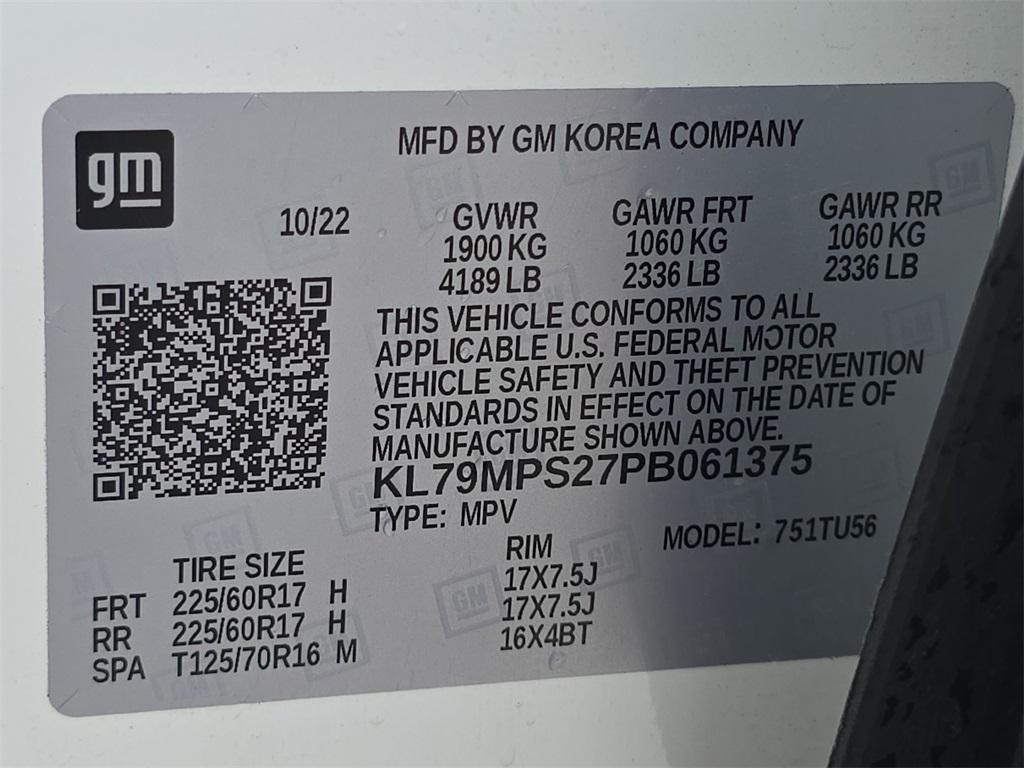 gm
MFD BY GM KOREA COMPANY
10/22 GVWR GAWR FRT GAWR RR
1900 KG 1060 KG 1060 KG
4189 LB 2336 LB 2336 LB
THIS VEHICLE CONFORMS TO ALL
APPLICABLE U.S. FEDERAL MOTOR
VEHICLE SAFETY AND THEFT PREVENTION
STANDARDS IN EFFECT ON THE DATE OF
MANUFACTURE SHOWN ABOVE.
KL79MPS27PB061375
TYPE: MPV MODEL: 751TU56
TIRE SIZE RIM
FRT 225/60R17 H 17X7.5J
RR 225/60R17 H 17X7.5J
SPA T125/70R16 M 16X4BT